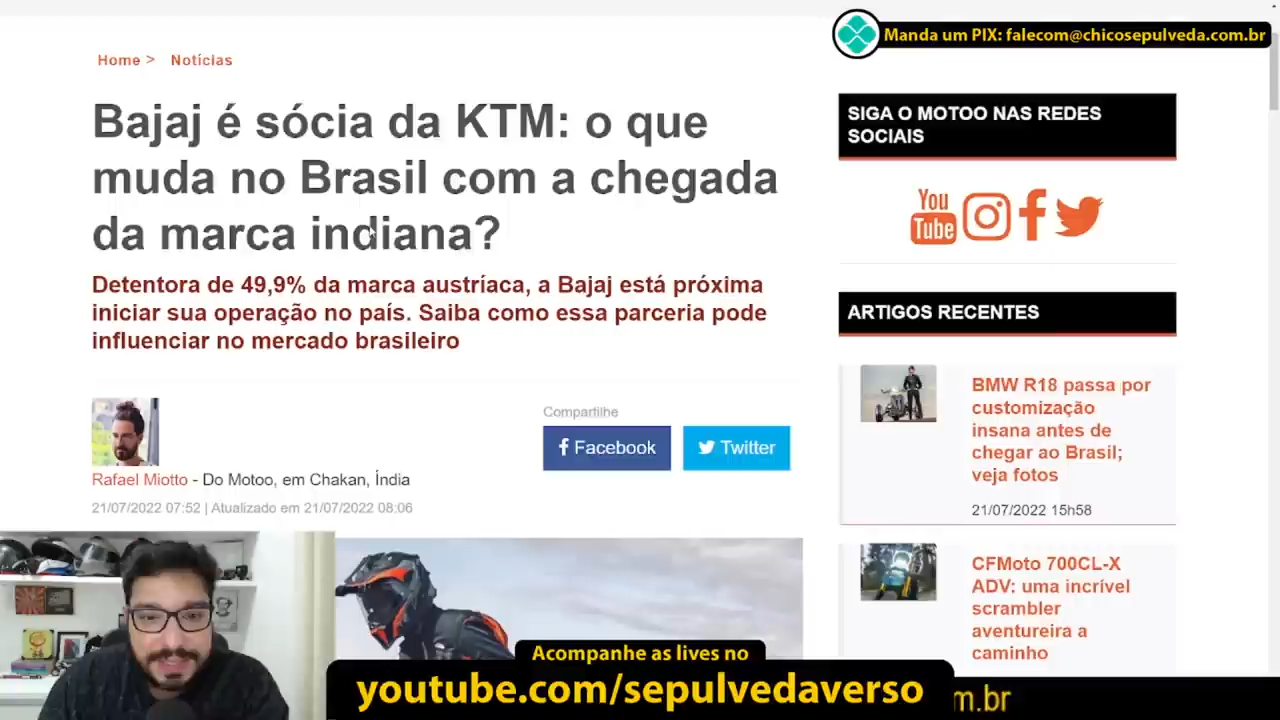 Manda um PIX: falecom@chicosepulveda.com.br
Home > Notícias
Bajaj é sócia da KTM: o que
muda no Brasil com a chegada
da marca indiana?
Detentora de 49,9% da marca austríaca, a Bajaj está próxima
iniciar sua operação no país. Saiba como essa parceria pode
influenciar no mercado brasileiro
Compartilhe
Facebook
Twitter
Rafael Miotto - Do Motoo, em Chakan, Índia
21/07/2022 07:52 | Atualizado em 21/07/2022 08:06
SIGA O MOTOO NAS REDES
SOCIAIS
You
Tube
ARTIGOS RECENTES
BMW R18 passa por
customização
insana antes de
chegar ao Brasil;
veja fotos
21/07/2022 15h58
CFMoto 700CL-X
ADV: uma incrível
scrambler
aventureira a
caminho
Acompanhe as lives no
youtube.com/sepulvedaverso
m.br